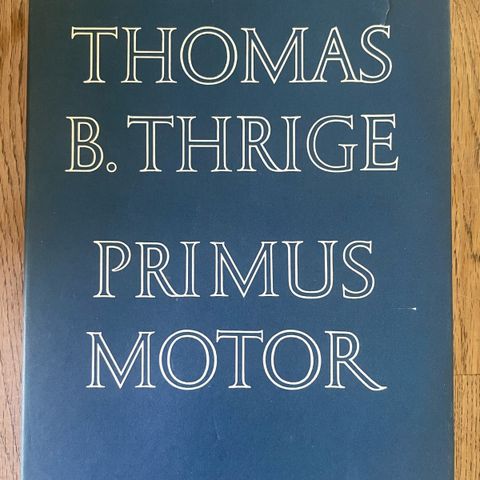 THOMAS
B. THRIGE
PRIMUS
MOTOR